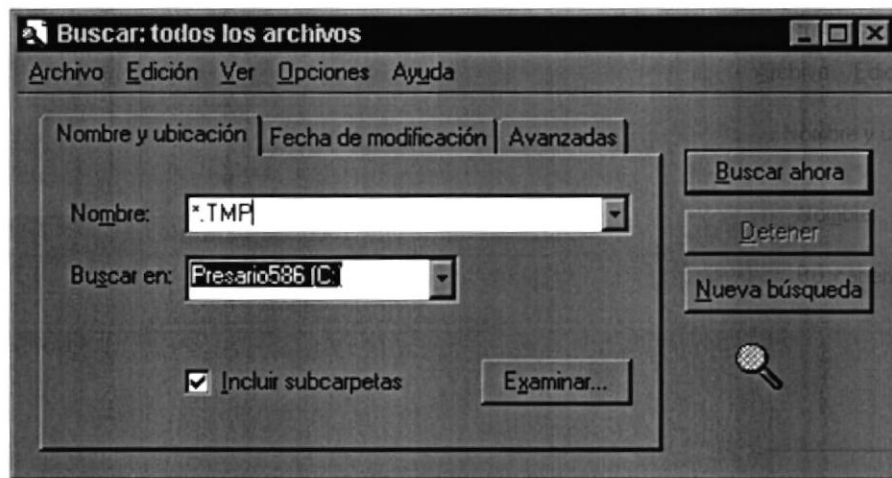 Buscar: todos los archivos
Archivo Edición Ver Opciones Ayuda
Nombre y ubicación Fecha de modificación Avanzadas
Buscar ahora
Nombre: *.TMP
Detener
Buscar en: Presario586 (C:)
Nueva búsqueda
Incluir subcarpetas Examinar...